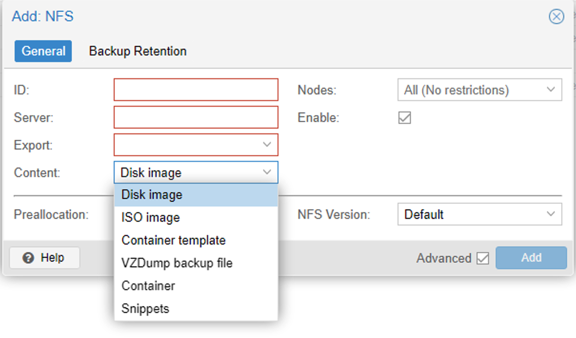 Add: NFS
General Backup Retention
ID: Nodes: All (No restrictions)
Server: Enable:
Export:
Content: Disk image
Disk image
ISO image
Preallocation: NFS Version: Default
Container template
VZDump backup file
Help Advanced Add
Container
Snippets